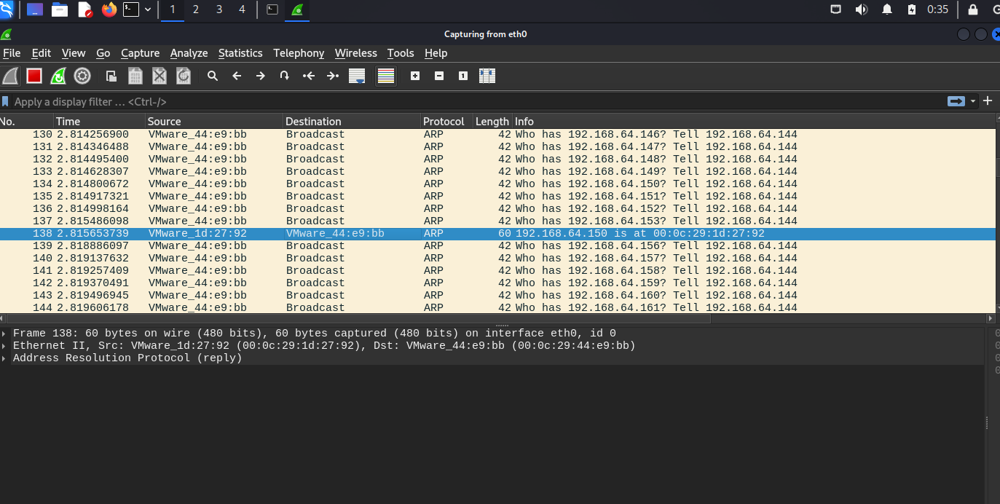 1 2 3 4 0:35
Capturing from eth0
File Edit View Go Capture Analyze Statistics Telephony Wireless Tools Help
Apply a display filter … <Ctrl-/>
No. Time Source Destination Protocol Length Info
130 2.814256900 VMware_44:e9:bb Broadcast ARP 42 Who has 192.168.64.146? Tell 192.168.64.144
131 2.814346488 VMware_44:e9:bb Broadcast ARP 42 Who has 192.168.64.147? Tell 192.168.64.144
132 2.814495400 VMware_44:e9:bb Broadcast ARP 42 Who has 192.168.64.148? Tell 192.168.64.144
133 2.814628307 VMware_44:e9:bb Broadcast ARP 42 Who has 192.168.64.149? Tell 192.168.64.144
134 2.814800672 VMware_44:e9:bb Broadcast ARP 42 Who has 192.168.64.150? Tell 192.168.64.144
135 2.814917321 VMware_44:e9:bb Broadcast ARP 42 Who has 192.168.64.151? Tell 192.168.64.144
136 2.814998164 VMware_44:e9:bb Broadcast ARP 42 Who has 192.168.64.152? Tell 192.168.64.144
137 2.815486098 VMware_44:e9:bb Broadcast ARP 42 Who has 192.168.64.153? Tell 192.168.64.144
138 2.815653739 VMware_1d:27:92 VMware_44:e9:bb ARP 60 192.168.64.150 is at 00:0c:29:1d:27:92
139 2.818886097 VMware_44:e9:bb Broadcast ARP 42 Who has 192.168.64.156? Tell 192.168.64.144
140 2.819137632 VMware_44:e9:bb Broadcast ARP 42 Who has 192.168.64.157? Tell 192.168.64.144
141 2.819257409 VMware_44:e9:bb Broadcast ARP 42 Who has 192.168.64.158? Tell 192.168.64.144
142 2.819370491 VMware_44:e9:bb Broadcast ARP 42 Who has 192.168.64.159? Tell 192.168.64.144
143 2.819496945 VMware_44:e9:bb Broadcast ARP 42 Who has 192.168.64.160? Tell 192.168.64.144
144 2.819606178 VMware_44:e9:bb Broadcast ARP 42 Who has 192.168.64.161? Tell 192.168.64.144
Frame 138: 60 bytes on wire (480 bits), 60 bytes captured (480 bits) on interface eth0, id 0
Ethernet II, Src: VMware_1d:27:92 (00:0c:29:1d:27:92), Dst: VMware_44:e9:bb (00:0c:29:44:e9:bb)
Address Resolution Protocol (reply)